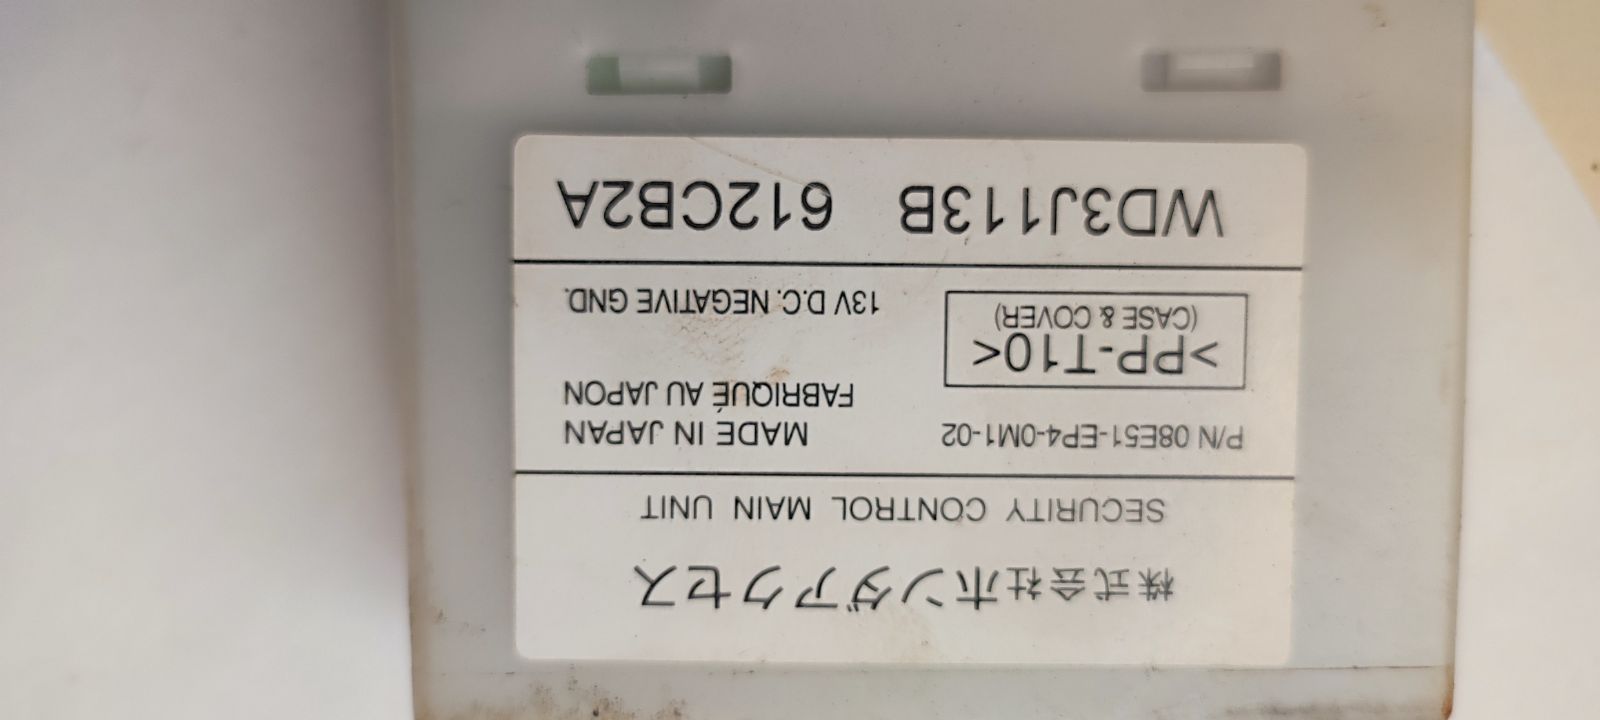 株式会社ホンダアクセス
SECURITY CONTROL MAIN UNIT
P/N 08E51-EP4-0M1-02
MADE IN JAPAN
FABRIQUÉ AU JAPON
>PP-T10<
(CASE & COVER)
13V D.C. NEGATIVE GND.
WD3J113B 612CB2A